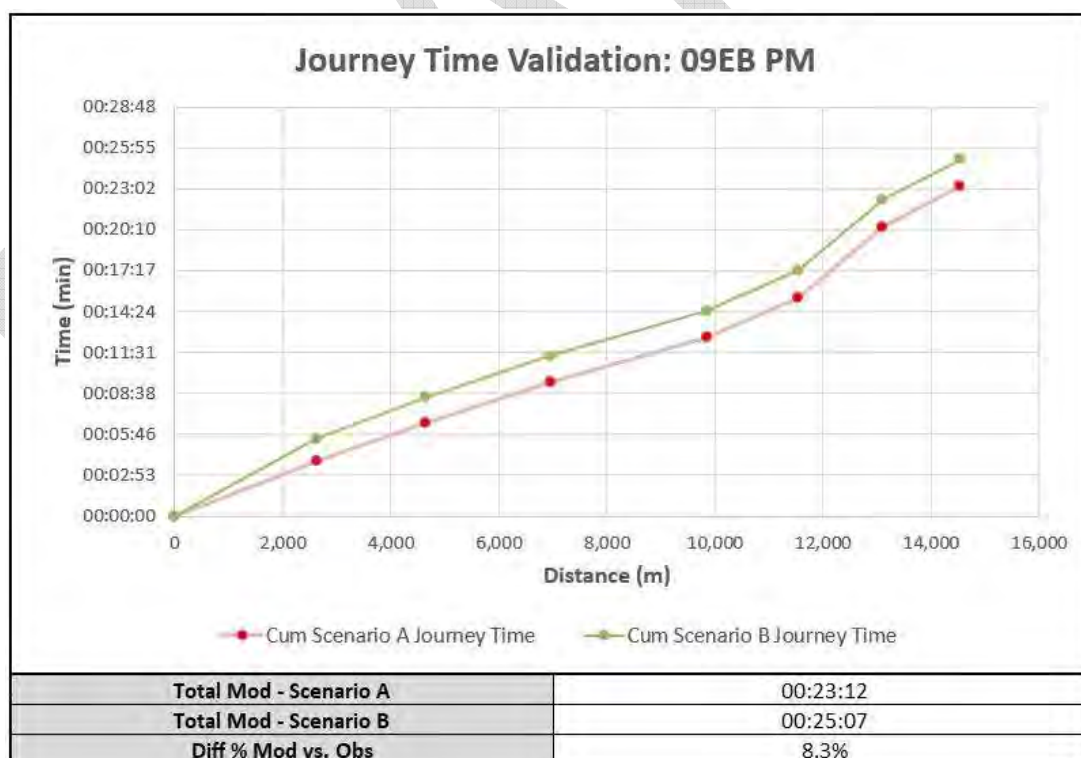 Journey Time Validation: 09EB PM
00:28:48
00:25:55
00:23:02
00:20:10
00:17:17
00:14:24
00:11:31
00:08:38
00:05:46
00:02:53
00:00:00
Time (min)
0 2,000 4,000 6,000 8,000 10,000 12,000 14,000 16,000
Distance (m)
Cum Scenario A Journey Time Cum Scenario B Journey Time
Total Mod - Scenario A 00:23:12
Total Mod - Scenario B 00:25:07
Diff % Mod vs. Obs 8.3%